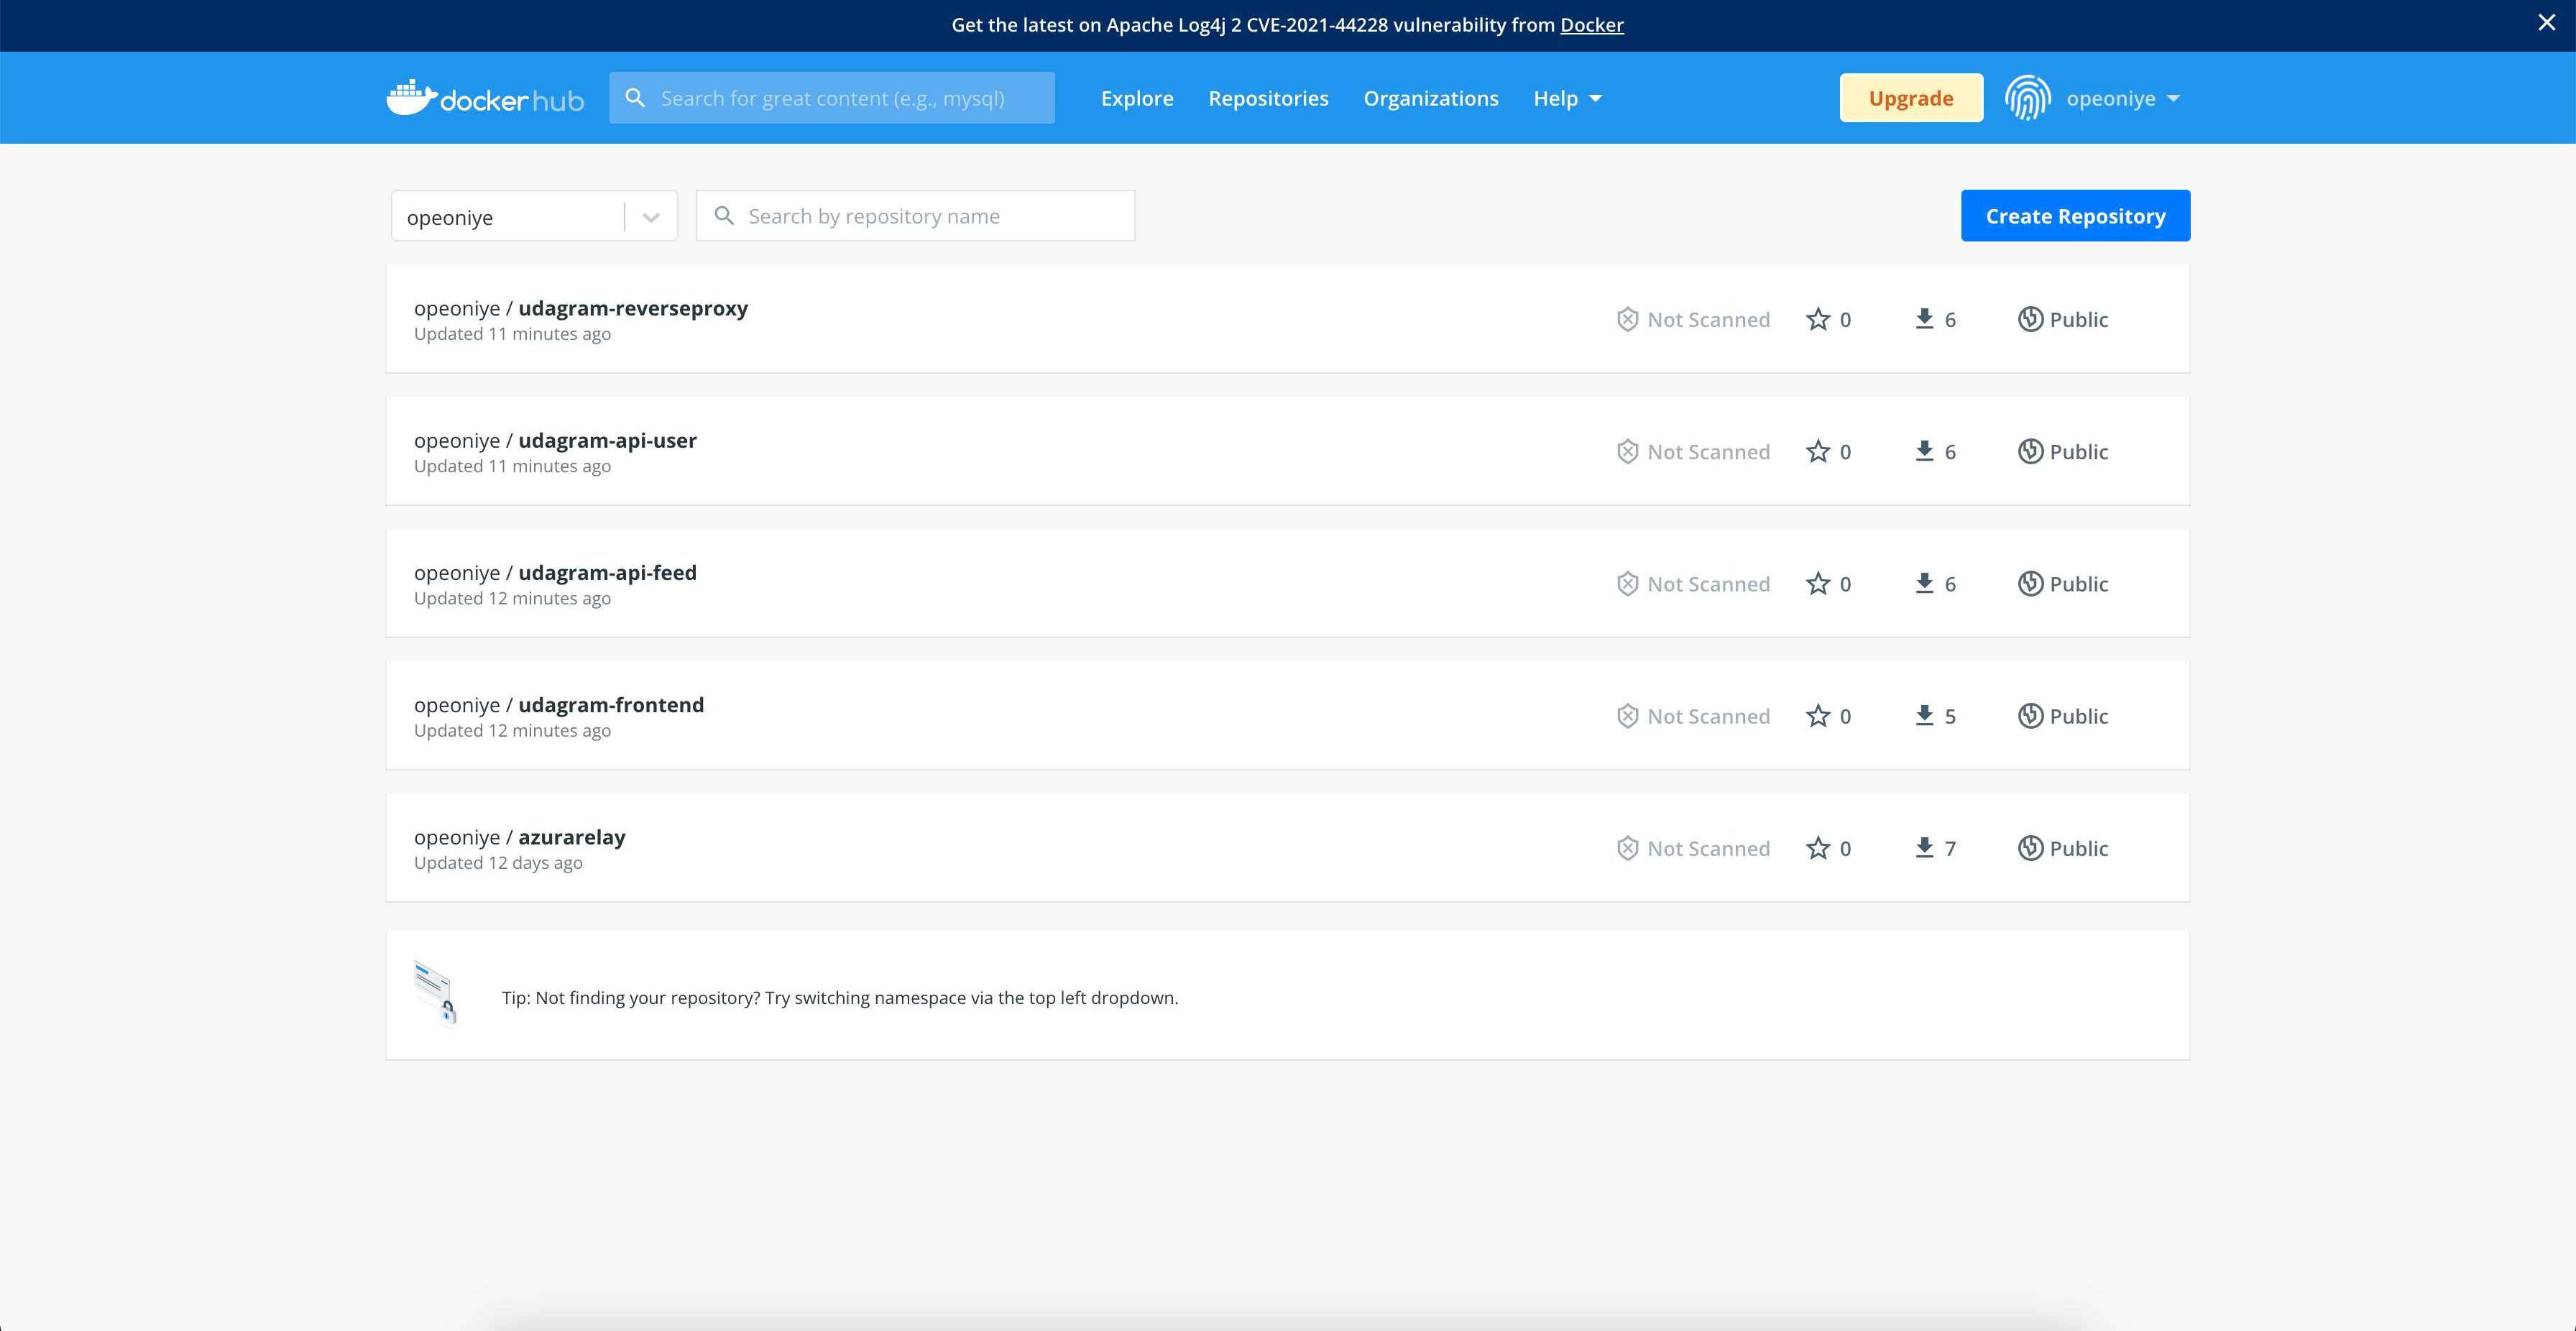 Get the latest on Apache Log4j 2 CVE-2021-44228 vulnerability from Docker
docker hub Search for great content (e.g., mysql) Explore Repositories Organizations Help Upgrade opeoniye
opeoniye Search by repository name Create Repository
opeoniye / udagram-reverseproxy Not Scanned 0 6 Public
Updated 11 minutes ago
opeoniye / udagram-api-user Not Scanned 0 6 Public
Updated 11 minutes ago
opeoniye / udagram-api-feed Not Scanned 0 6 Public
Updated 12 minutes ago
opeoniye / udagram-frontend Not Scanned 0 5 Public
Updated 12 minutes ago
opeoniye / azurarelay Not Scanned 0 7 Public
Updated 12 days ago
Tip: Not finding your repository? Try switching namespace via the top left dropdown.